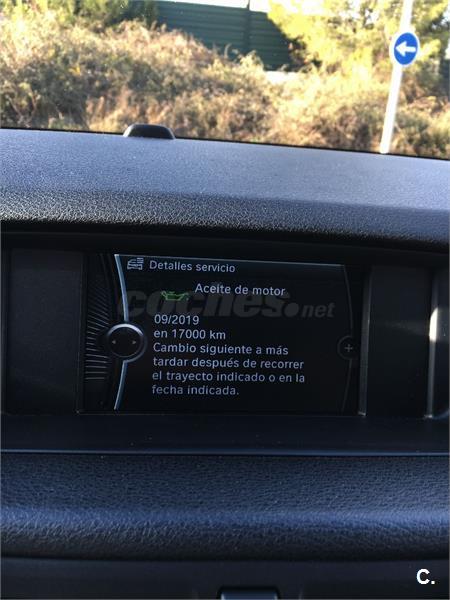 Detalles servicio
Aceite de motor
coches.net
09/2019
en 17000 km
Cambio siguiente a más
tardar después de recorrer
el trayecto indicado o en la
fecha indicada.
C.